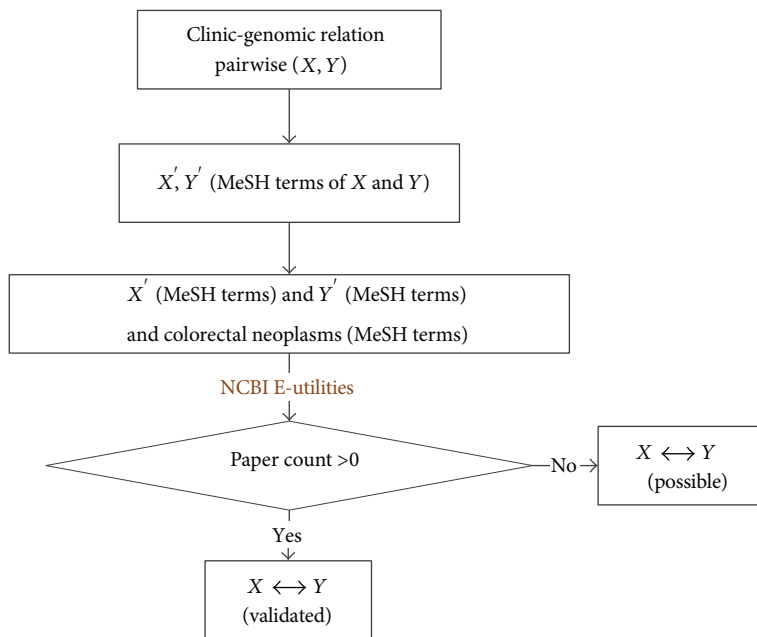 Clinic-genomic relation
pairwise (X, Y)
X′, Y′ (MeSH terms of X and Y)
X′ (MeSH terms) and Y′ (MeSH terms)
and colorectal neoplasms (MeSH terms)
NCBI E-utilities
Paper count >0
No
X ⟷ Y
(possible)
Yes
X ⟷ Y
(validated)